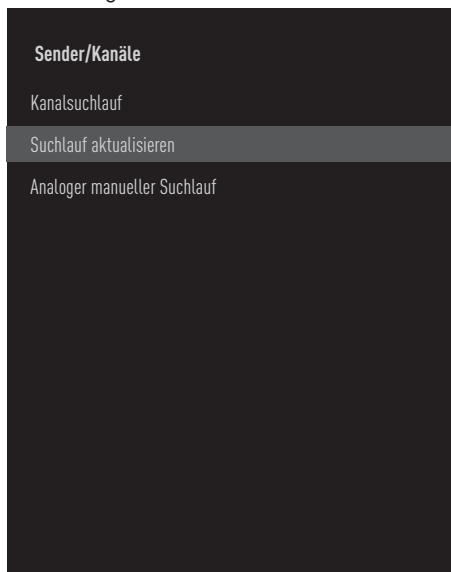 Sender/Kanäle
Kanalsuchlauf
Suchlauf aktualisieren
Analoger manueller Suchlauf